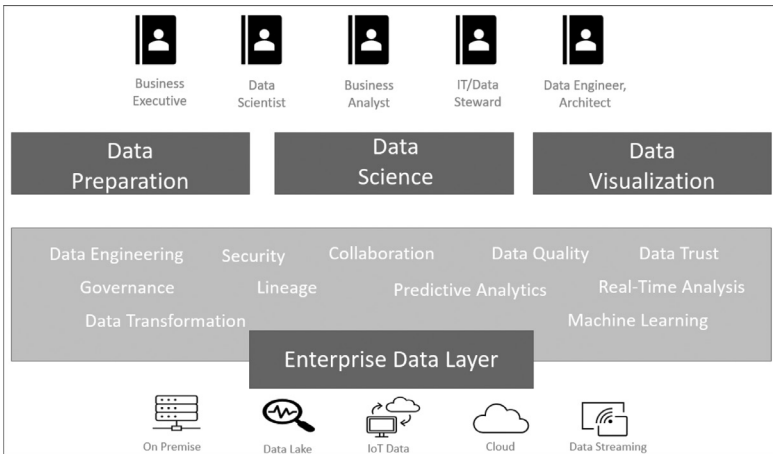 Business
Executive
Data
Scientist
Business
Analyst
IT/Data
Steward
Data Engineer,
Architect
Data
Preparation
Data
Science
Data
Visualization
Data Engineering
Security
Collaboration
Data Quality
Data Trust
Governance
Lineage
Predictive Analytics
Real-Time Analysis
Data Transformation
Machine Learning
Enterprise Data Layer
On Premise
Data Lake
IoT Data
Cloud
Data Streaming